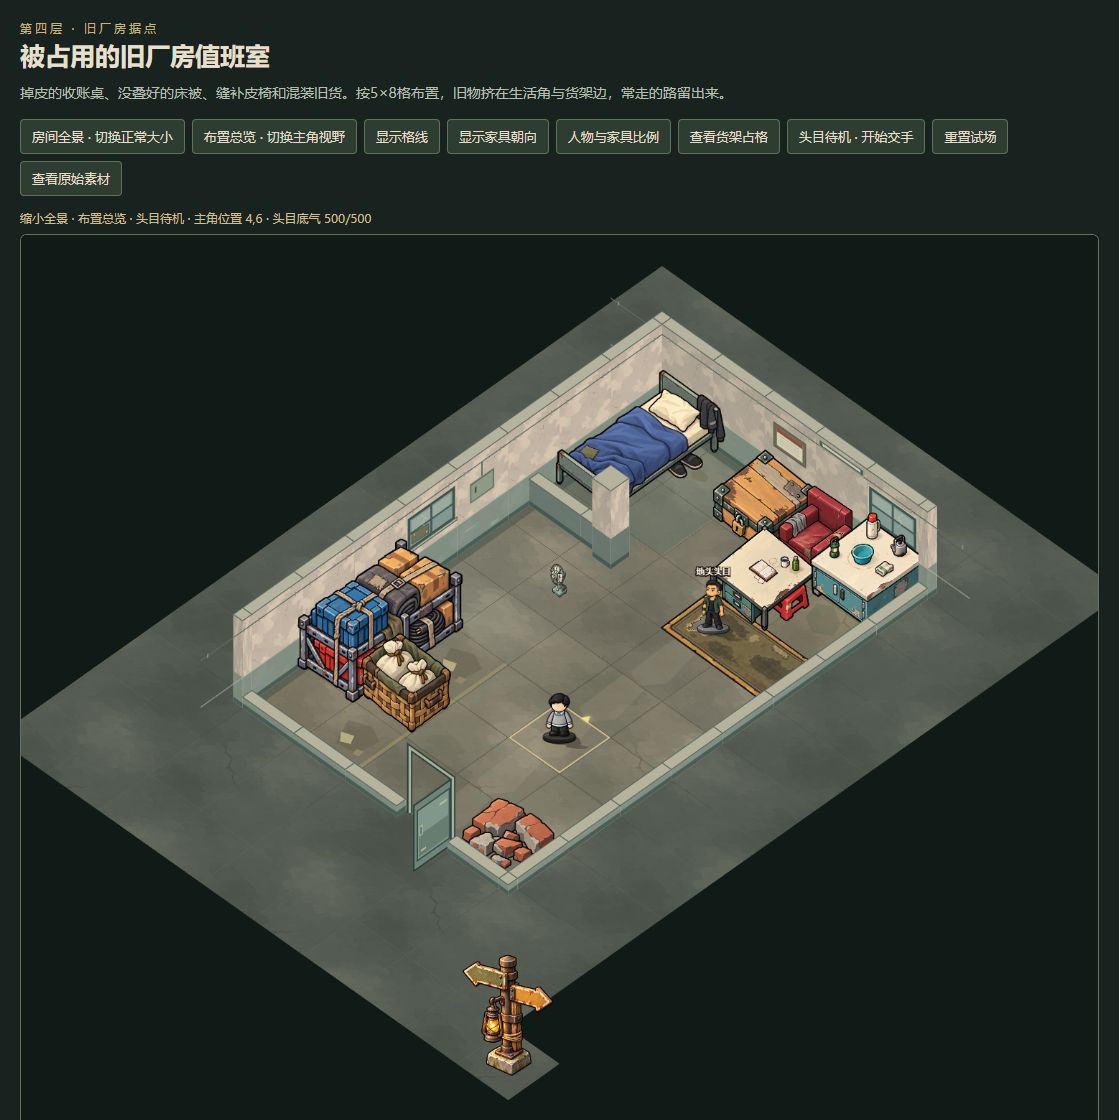 第四层 · 旧厂房据点
被占用的旧厂房值班室
掉皮的收账桌、没叠好的床被、缝补皮椅和混装旧货。按5×8格布置，旧物挤在生活角与货架边，常走的路留出来。
房间全景 · 切换正常大小
布置总览 · 切换主角视野
显示格线
显示家具朝向
人物与家具比例
查看货架占格
头目待机 · 开始交手
重置试场
查看原始素材
缩小全景 · 布置总览 · 头目待机 · 主角位置 4,6 · 头目底气 500/500